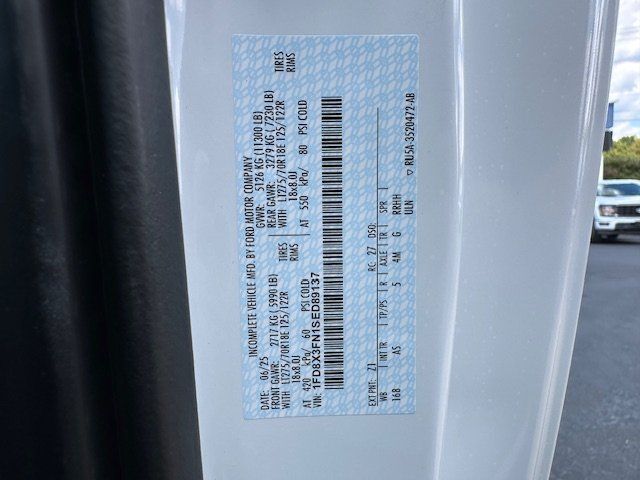 INCOMPLETE VEHICLE MFD. BY FORD MOTOR COMPANY
DATE: 06/25 GVWR: 5126 KG (11300 LB)
FRONT GAWR: 2717 KG ( 5990 LB) REAR GAWR: 3279 KG ( 7230 LB)
WITH LT275/70R18E 125/122R TIRES WITH LT275/70R18E 125/122R TIRES
18x8.0J RIMS 18x8.0J RIMS
AT 420 kPa/ 60 PSI COLD AT 550 kPa/ 80 PSI COLD
VIN: 1FD8X3FN1SED89137
EXT PNT: Z1 RC: 27 DSO:
WB INT TR TP/PS R AXLE TR SPR
168 AS 5 4M G RRHH
ULN
▽ RU5A-3520472-AB